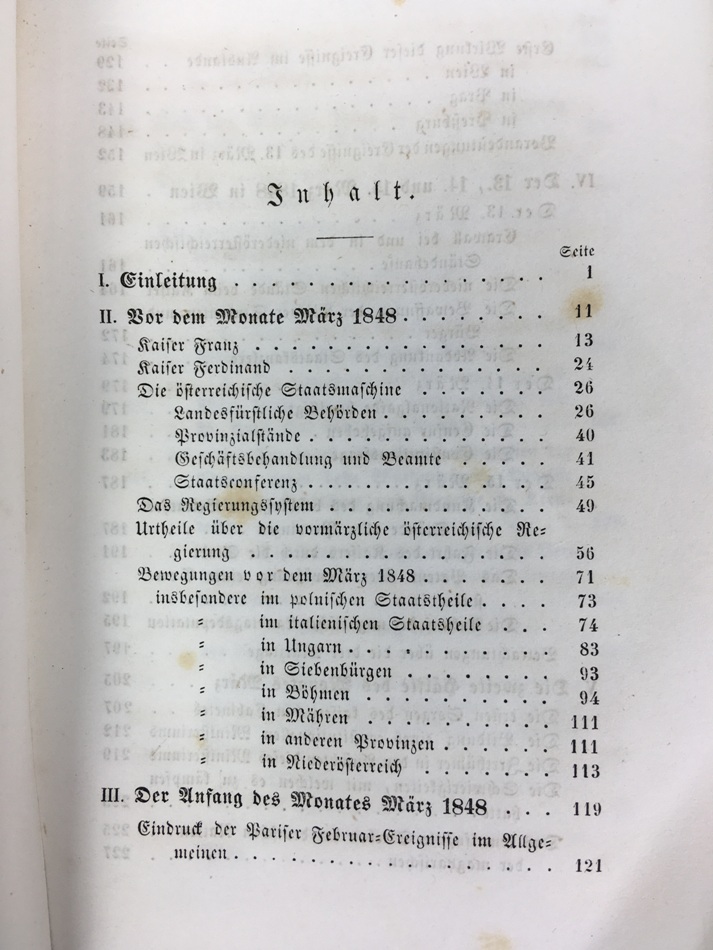 Inhalt.
Seite
I. Einleitung . . . . . . . . . . . . . . . . . 1
II. Vor dem Monate März 1848 . . . . . . . . 11
Kaiser Franz . . . . . . . . . . . . . . . . 13
Kaiser Ferdinand . . . . . . . . . . . . . . 24
Die österreichische Staatsmaschine . . . . . . . 26
Landesfürstliche Behörden . . . . . . . . . 26
Provinzialstände . . . . . . . . . . . . . 40
Geschäftsbehandlung und Beamte . . . . . 41
Staatsconferenz . . . . . . . . . . . . . 45
Das Regierungssystem . . . . . . . . . . . . 49
Urtheile über die vormärzliche österreichische Re⸗
gierung . . . . . . . . . . . . . . . . 56
Bewegungen vor dem März 1848 . . . . . . . 71
insbesondere im polnischen Staatstheile . . . . 73
⸗ im italienischen Staatsheile . . . 74
⸗ in Ungarn . . . . . . . . . 83
⸗ in Siebenbürgen . . . . . . . 93
⸗ in Böhmen . . . . . . . . . 94
⸗ in Mähren . . . . . . . . . 111
⸗ in anderen Provinzen . . . . . . 111
⸗ in Niederösterreich . . . . . . . 113
III. Der Anfang des Monates März 1848 . . . 119
Eindruck der Pariser Februar⸗Ereignisse im Allge⸗
meinen . . . . . . . . . . . . . . . . 121